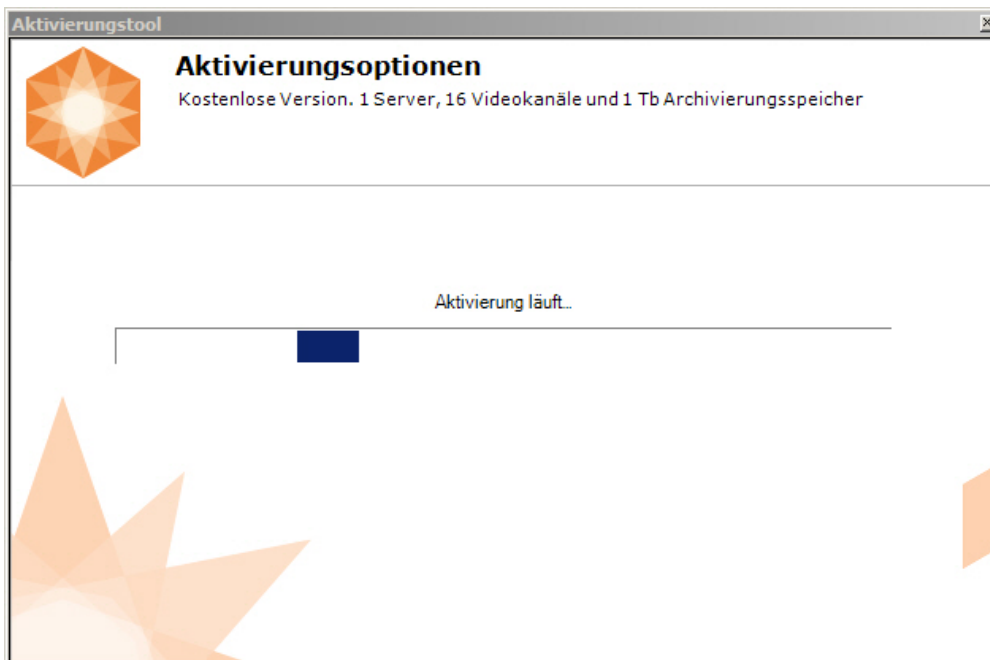 Aktivierungstool
Aktivierungsoptionen
Kostenlose Version. 1 Server, 16 Videokanäle und 1 Tb Archivierungsspeicher
Aktivierung läuft...